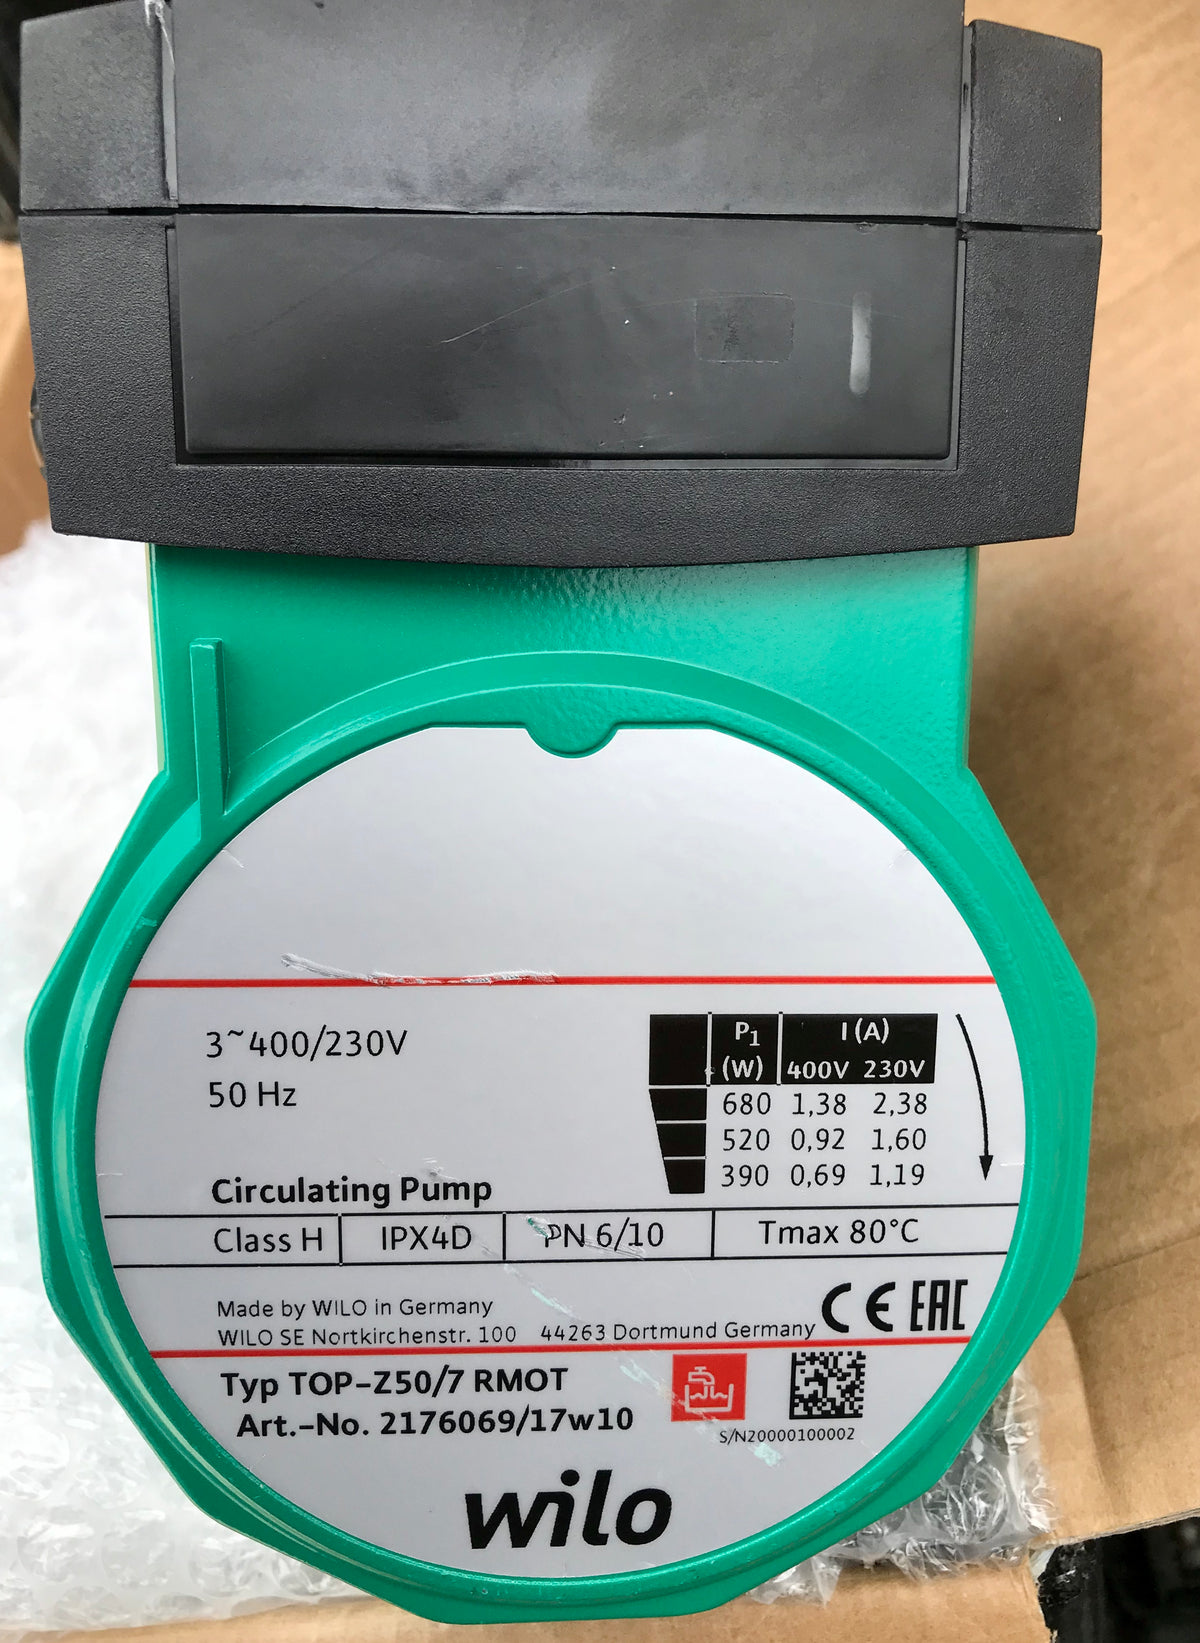 3~400/230V
50 Hz
P1 I (A)
(W) 400V 230V
680 1,38 2,38
520 0,92 1,60
390 0,69 1,19
Circulating Pump
Class H IPX4D PN 6/10 Tmax 80°C
Made by WILO in Germany
WILO SE Nortkirchenstr. 100 44263 Dortmund Germany
CE EAC
Typ TOP-Z50/7 RMOT
Art.-No. 2176069/17w10
S/N20000100002
wilo